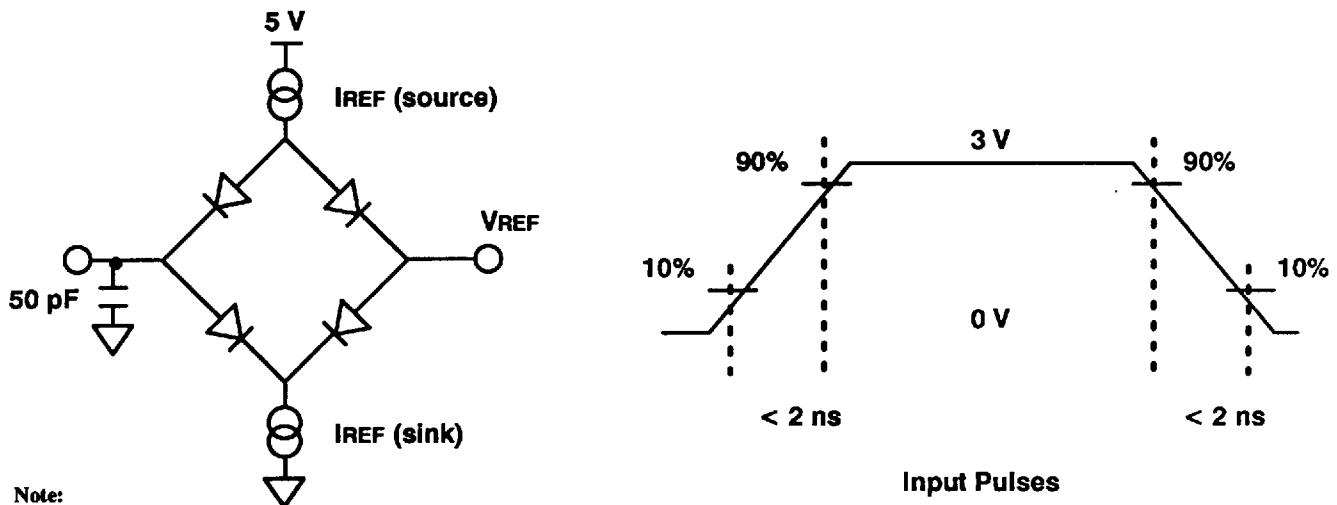 5 V
IREF (source)
VREF
50 pF
IREF (sink)
Note:
3 V
90%
90%
10%
10%
0 V
< 2 ns
< 2 ns
Input Pulses